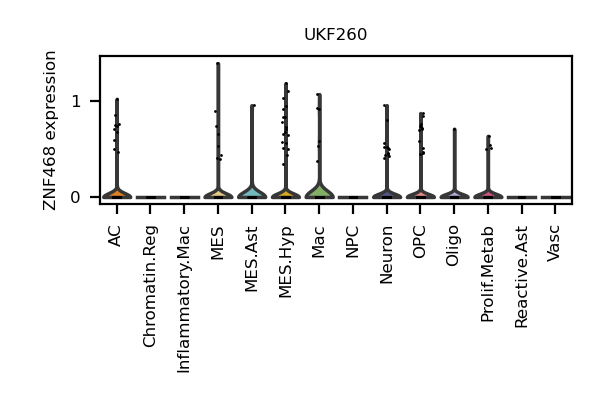 UKF260
ZNF468 expression
1
0
AC
Chromatin.Reg
Inflammatory.Mac
MES
MES.Ast
MES.Hyp
Mac
NPC
Neuron
OPC
Oligo
Prolif.Metab
Reactive.Ast
Vasc